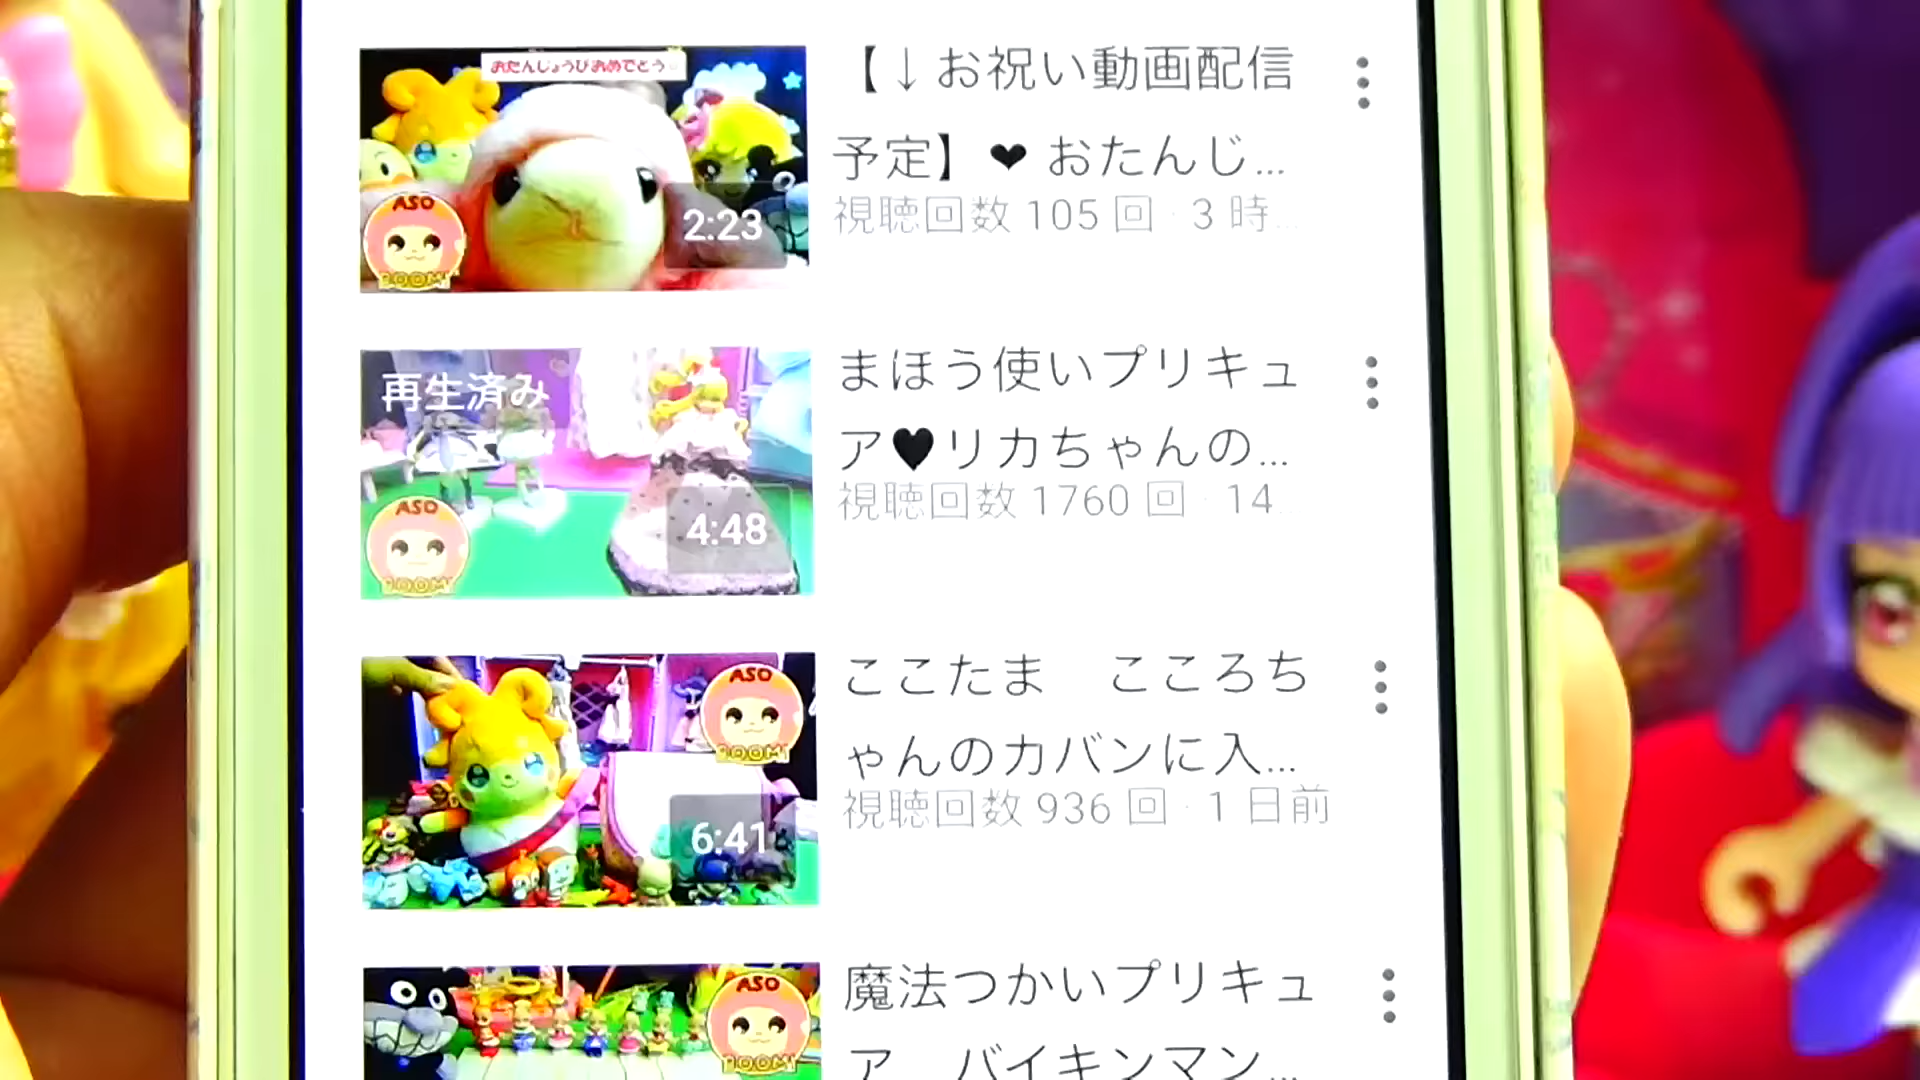 おたんじょうびおめでとう
ASO
ROOM!
2:23
【↓お祝い動画配信
予定】❤おたんじ...
視聴回数 105 回・3 時...
再生済み
ASO
ROOM!
4:48
まほう使いプリキュ
ア♥リカちゃんの...
視聴回数 1760 回・14
ASO
ROOM!
6:41
ここたま　こころち
ゃんのカバンに入...
視聴回数 936 回・1 日前
ASO
ROOM!
魔法つかいプリキュ
ア　バイキンマン...